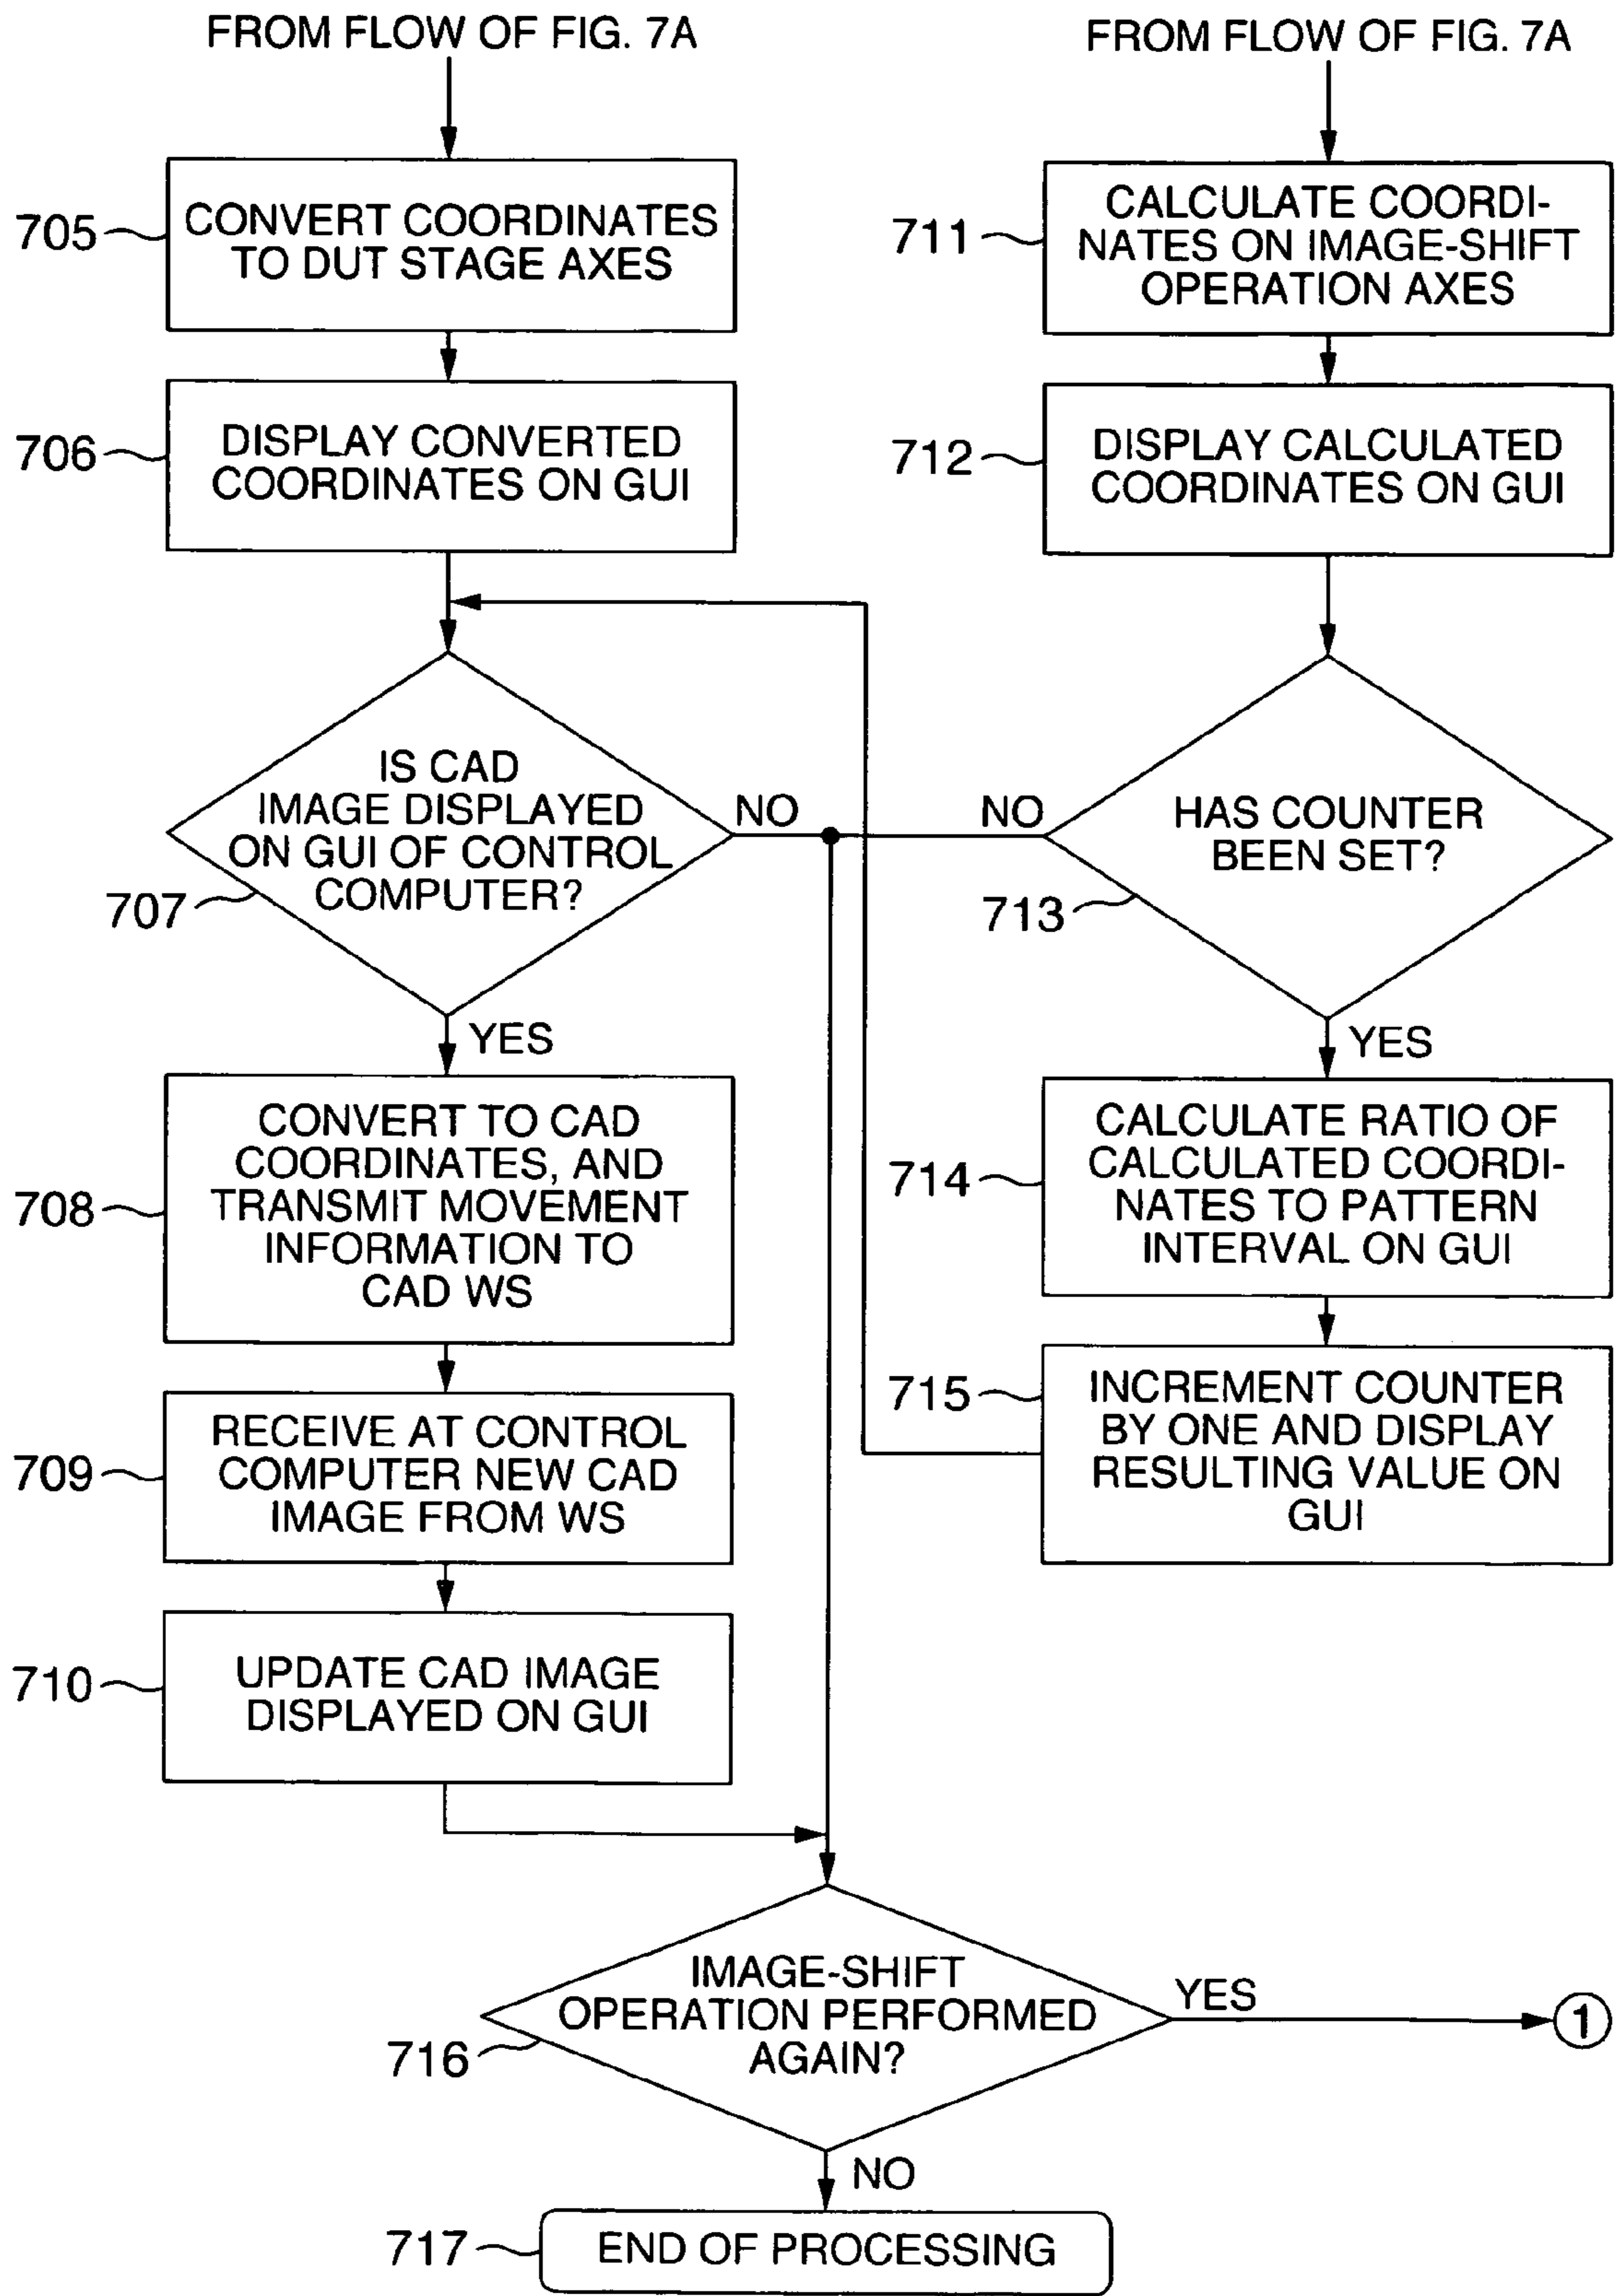 FROM FLOW OF FIG. 7A
705
CONVERT COORDINATES
TO DUT STAGE AXES
706
DISPLAY CONVERTED
COORDINATES ON GUI
IS CAD
IMAGE DISPLAYED
ON GUI OF CONTROL
COMPUTER?
707
NO
YES
708
CONVERT TO CAD
COORDINATES, AND
TRANSMIT MOVEMENT
INFORMATION TO
CAD WS
709
RECEIVE AT CONTROL
COMPUTER NEW CAD
IMAGE FROM WS
710
UPDATE CAD IMAGE
DISPLAYED ON GUI
FROM FLOW OF FIG. 7A
711
CALCULATE COORDI-
NATES ON IMAGE-SHIFT
OPERATION AXES
712
DISPLAY CALCULATED
COORDINATES ON GUI
NO
HAS COUNTER
BEEN SET?
713
YES
714
CALCULATE RATIO OF
CALCULATED COORDI-
NATES TO PATTERN
INTERVAL ON GUI
715
INCREMENT COUNTER
BY ONE AND DISPLAY
RESULTING VALUE ON
GUI
IMAGE-SHIFT
OPERATION PERFORMED
AGAIN?
716
YES
1
NO
717
END OF PROCESSING